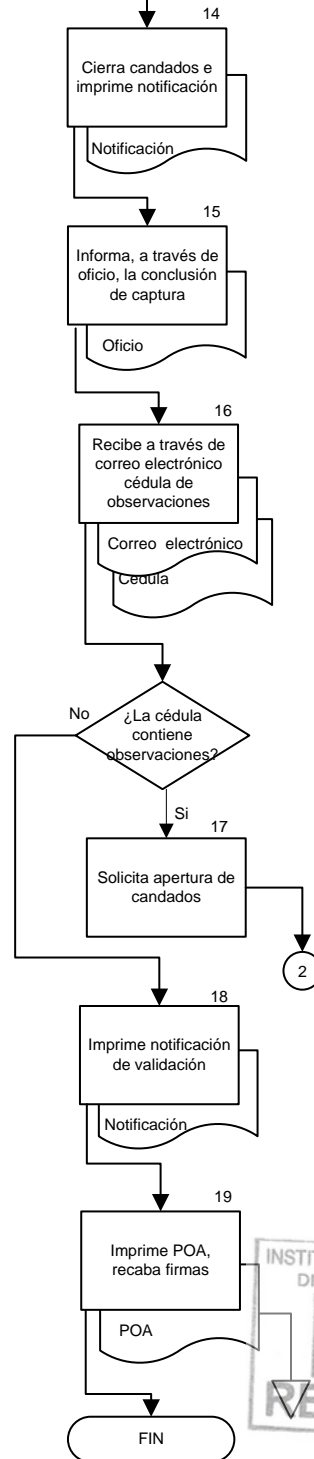 14
Cierra candados e
imprime notificación
Notificación
15
Informa, a través de
oficio, la conclusión
de captura
Oficio
16
Recibe a través de
correo electrónico
cédula de
observaciones
Correo electrónico
Cedula
No
¿La cédula
contiene
observaciones?
Si
17
Solicita apertura de
candados
2
18
Imprime notificación
de validación
Notificación
19
Imprime POA,
recaba firmas
POA
FIN